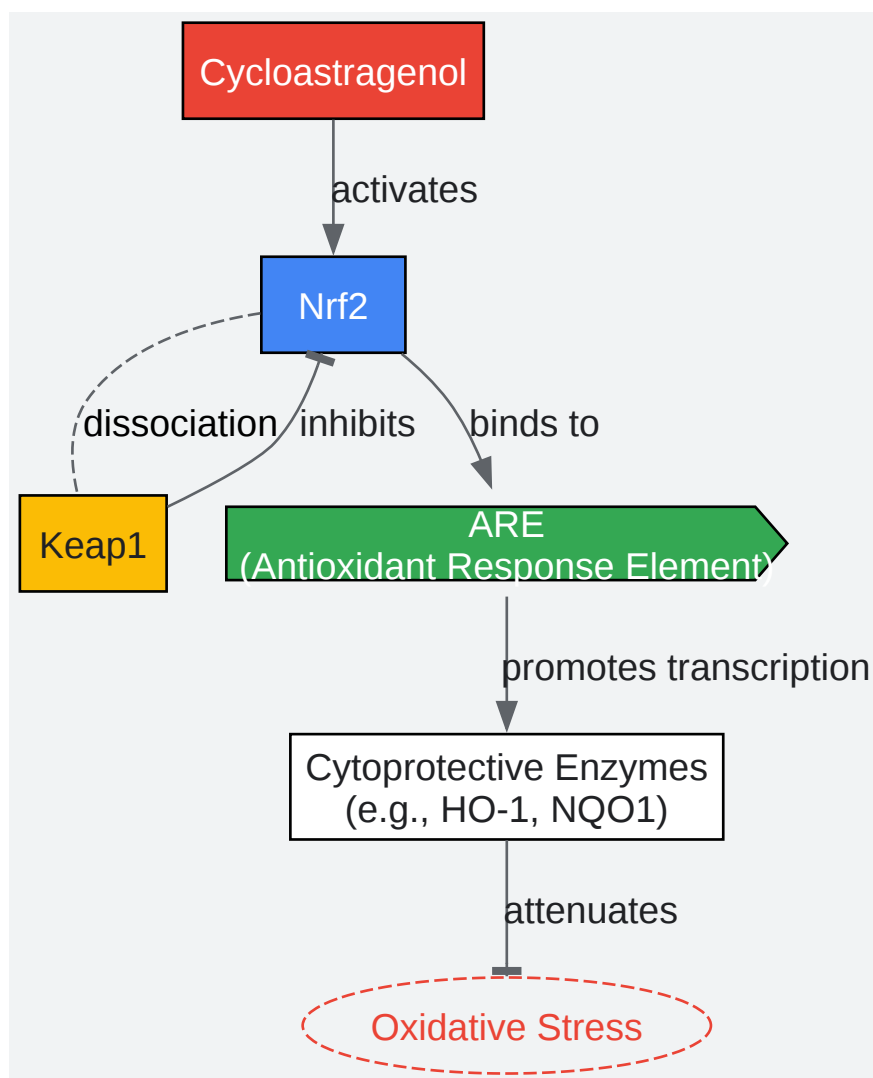 Cycloastragenol
activates
Nrf2
dissociation
inhibits
binds to
Keap1
ARE
(Antioxidant Response Element)
promotes transcription
Cytoprotective Enzymes
(e.g., HO-1, NQO1)
attenuates
Oxidative Stress